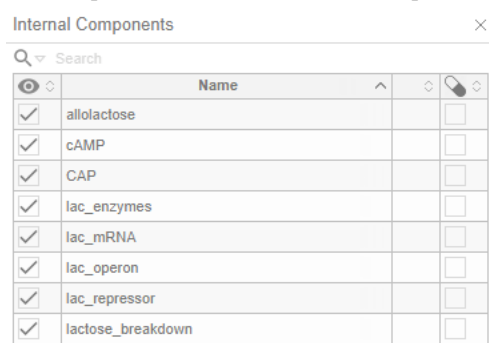 Internal Components
Search
Name
allolactose
cAMP
CAP
lac_enzymes
lac_mRNA
lac_operon
lac_repressor
lactose_breakdown